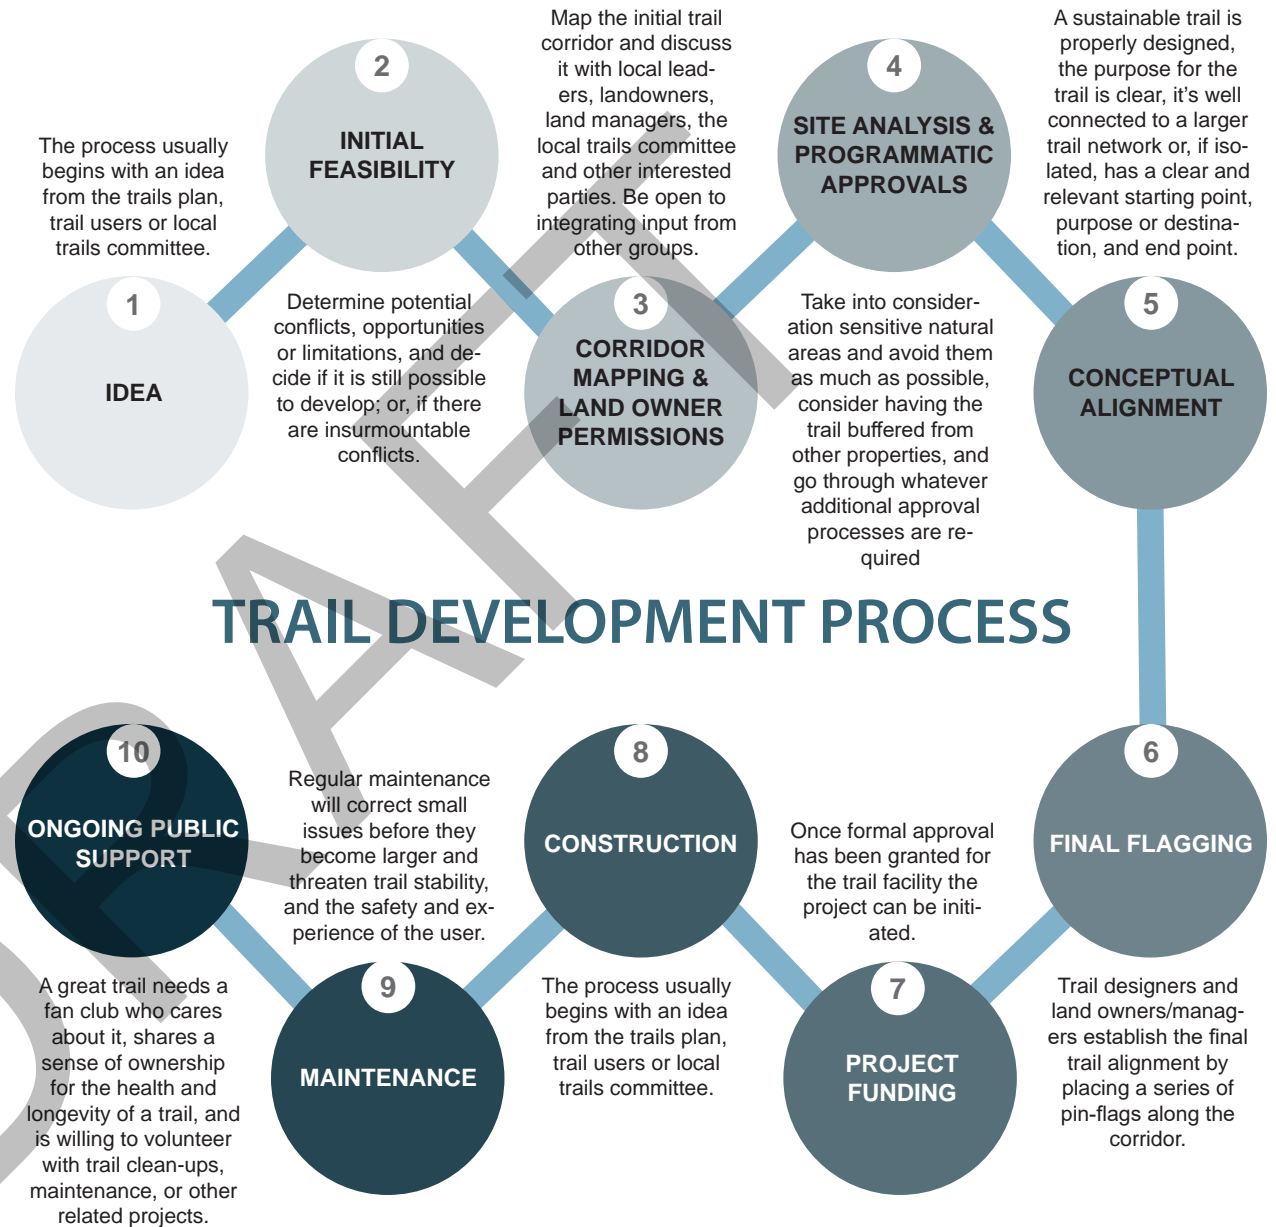 1
IDEA
The process usually
begins with an idea
from the trails plan,
trail users or local
trails committee.
2
INITIAL
FEASIBILITY
Determine potential
conflicts, opportunities
or limitations, and de-
cide if it is still possible
to develop; or, if there
are insurmountable
conflicts.
3
CORRIDOR
MAPPING &
LAND OWNER
PERMISSIONS
Map the initial trail
corridor and discuss
it with local lead-
ers, landowners,
land managers, the
local trails committee
and other interested
parties. Be open to
integrating input from
other groups.
4
SITE ANALYSIS &
PROGRAMMATIC
APPROVALS
Take into consider-
ation sensitive natural
areas and avoid them
as much as possible,
consider having the
trail buffered from
other properties, and
go through whatever
additional approval
processes are re-
quired
5
CONCEPTUAL
ALIGNMENT
A sustainable trail is
properly designed,
the purpose for the
trail is clear, it's well
connected to a larger
trail network or, if iso-
lated, has a clear and
relevant starting point,
purpose or destina-
tion, and end point.
TRAIL DEVELOPMENT PROCESS
6
FINAL FLAGGING
Trail designers and
land owners/manag-
ers establish the final
trail alignment by
placing a series of
pin-flags along the
corridor.
7
PROJECT
FUNDING
Once formal approval
has been granted for
the trail facility the
project can be initi-
ated.
8
CONSTRUCTION
The process usually
begins with an idea
from the trails plan,
trail users or local
trails committee.
9
MAINTENANCE
Regular maintenance
will correct small
issues before they
become larger and
threaten trail stability,
and the safety and ex-
perience of the user.
10
ONGOING PUBLIC
SUPPORT
A great trail needs a
fan club who cares
about it, shares a
sense of ownership
for the health and
longevity of a trail, and
is willing to volunteer
with trail clean-ups,
maintenance, or other
related projects.
DRAFT